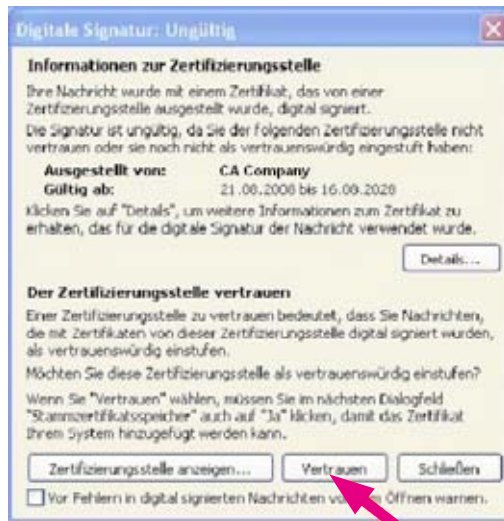 Digitale Signatur: Ungültig
Informationen zur Zertifizierungsstelle
Ihre Nachricht wurde mit einem Zertifikat, das von einer
Zertifizierungsstelle ausgestellt wurde, digital signiert.
Die Signatur ist ungültig, da Sie der folgenden Zertifizierungsstelle nicht
vertrauen oder sie noch nicht als vertrauenswürdig eingestuft haben:
Ausgestellt von: CA Company
Gültig ab: 21.08.2008 bis 16.08.2028
Klicken Sie auf "Details", um weitere Informationen zum Zertifikat zu
erhalten, das für die digitale Signatur der Nachricht verwendet wurde.
Details...
Der Zertifizierungsstelle vertrauen
Einer Zertifizierungsstelle zu vertrauen bedeutet, dass Sie Nachrichten,
die mit Zertifikaten von dieser Zertifizierungsstelle digital signiert wurden,
als vertrauenswürdig einstufen.
Möchten Sie diese Zertifizierungsstelle als vertrauenswürdig einstufen?
Wenn Sie "Vertrauen" wählen, müssen Sie im nächsten Dialogfeld
"Stammzertifikatsspeicher" auch auf "Ja" klicken, damit das Zertifikat
Ihrem System hinzugefügt werden kann.
Zertifizierungsstelle anzeigen... Vertrauen Schließen
Vor Fehlern in digital signierten Nachrichten Öffnen warnen.